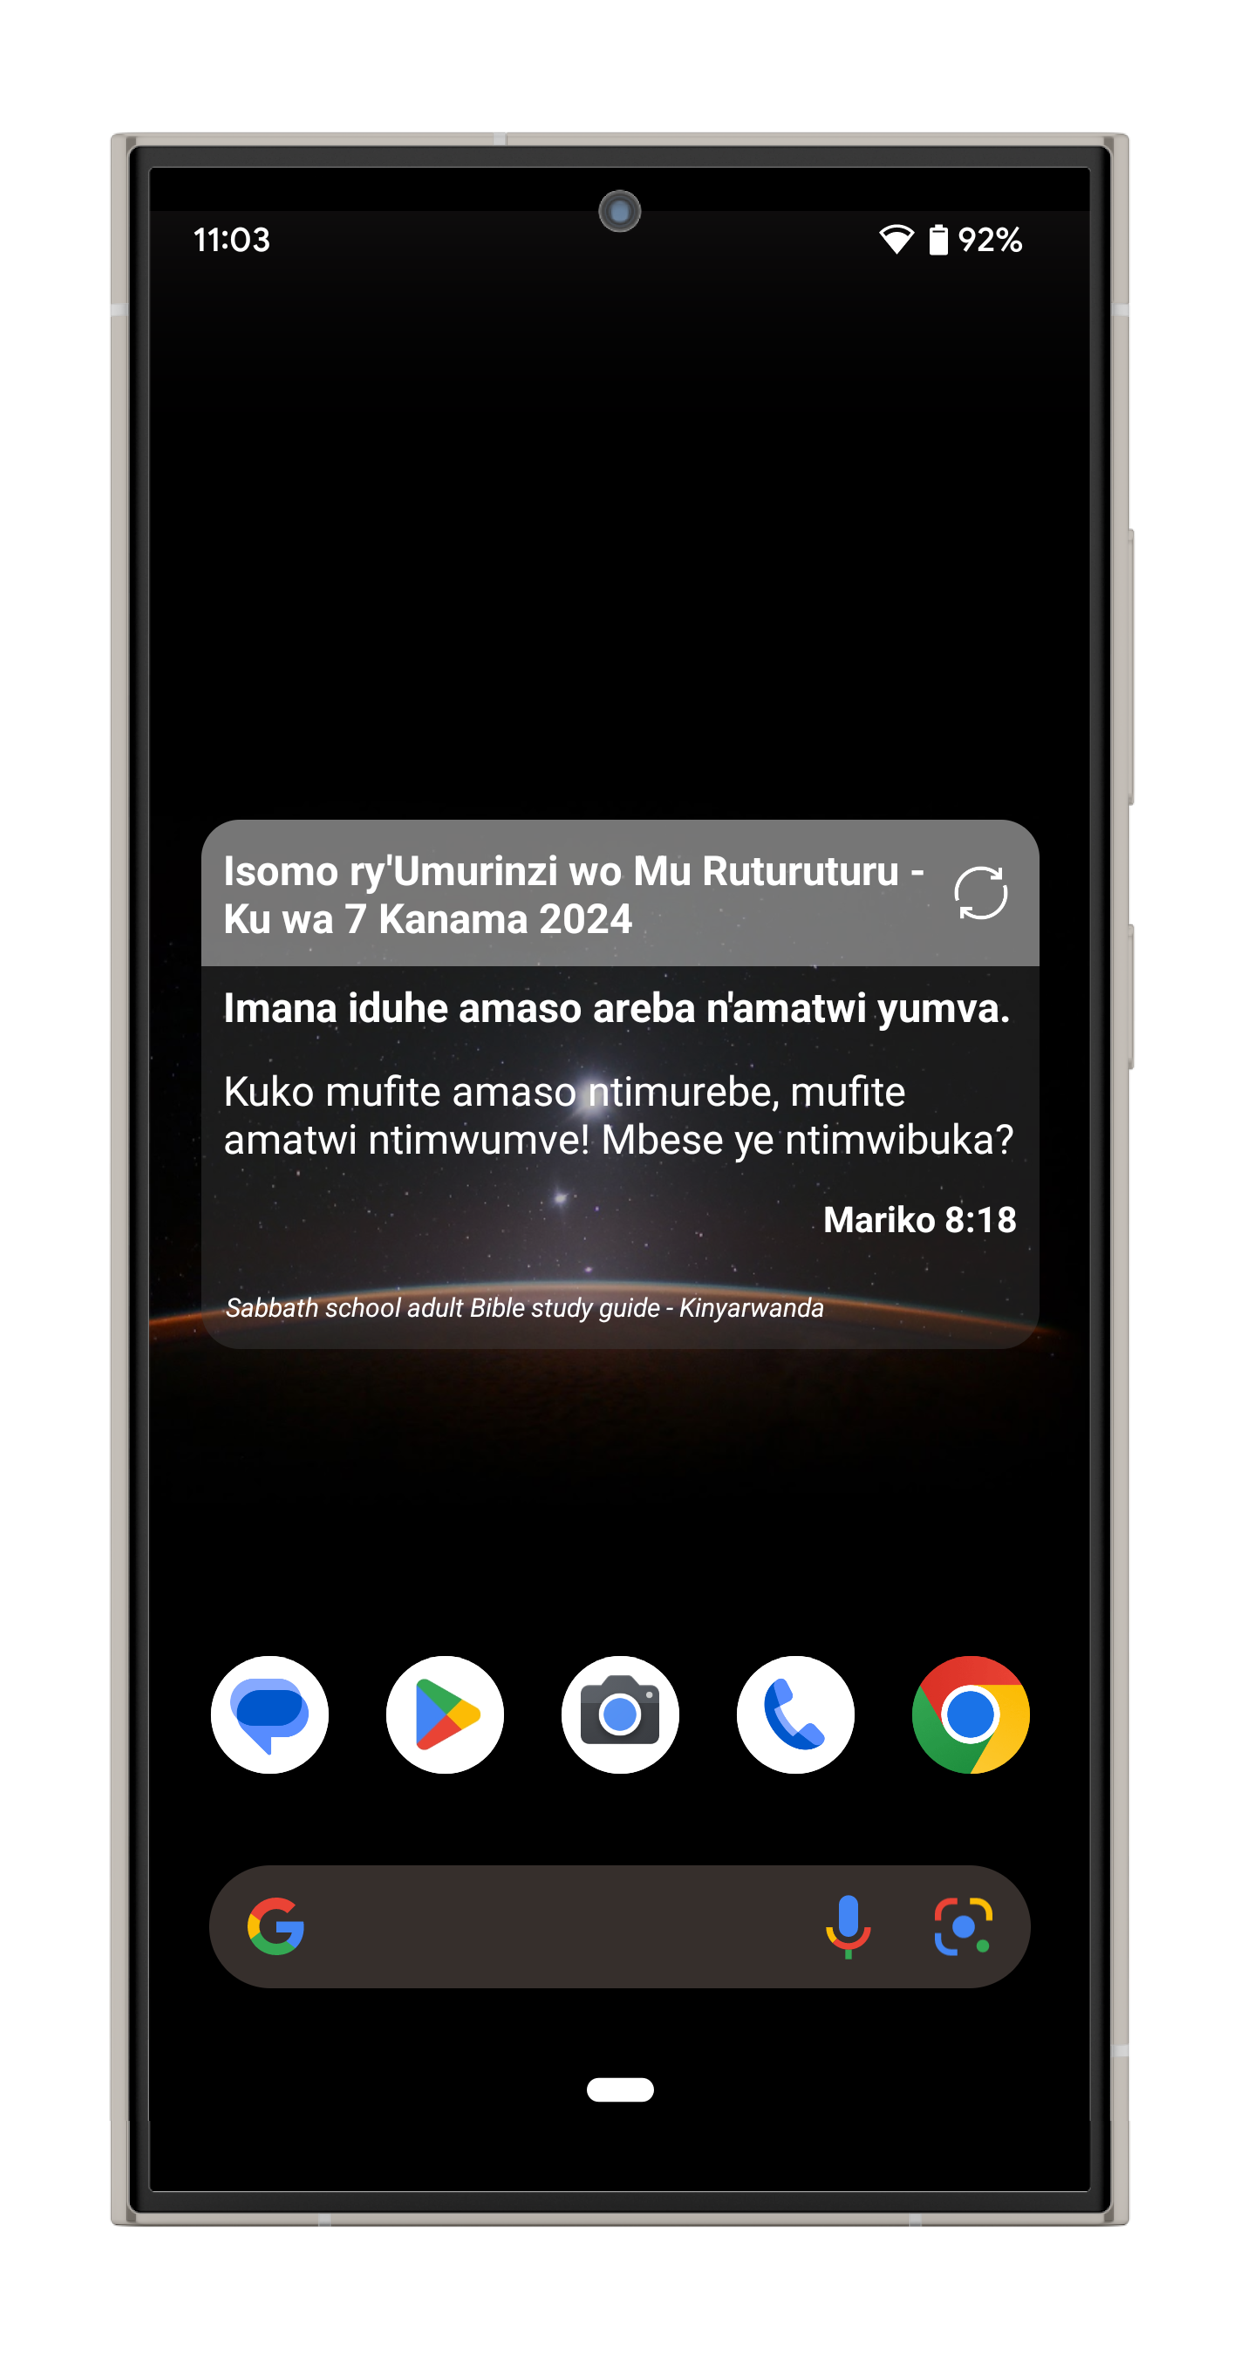 11:03
92%
Isomo ry'Umurinzi wo Mu Ruturuturu -
Ku wa 7 Kanama 2024
Imana iduhe amaso areba n'amatwi yumva.
Kuko mufite amaso ntimurebe, mufite
amatwi ntimwumve! Mbese ye ntimwibuka?
Mariko 8:18
Sabbath school adult Bible study guide - Kinyarwanda